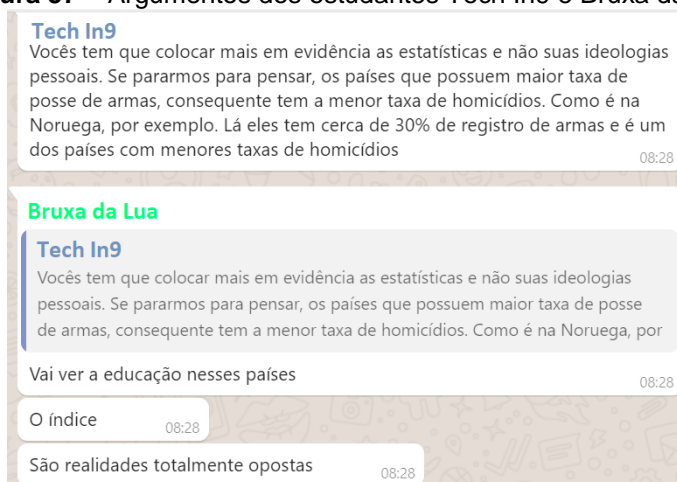 Argumentos dos estudantes Tech In9 e Bruxa da
Tech In9
Vocês tem que colocar mais em evidência as estatísticas e não suas ideologias
pessoais. Se pararmos para pensar, os países que possuem maior taxa de
posse de armas, consequente tem a menor taxa de homicídios. Como é na
Noruega, por exemplo. Lá eles tem cerca de 30% de registro de armas e é um
dos países com menores taxas de homicídios
08:28
Bruxa da Lua
Tech In9
Vocês tem que colocar mais em evidência as estatísticas e não suas ideologias
pessoais. Se pararmos para pensar, os países que possuem maior taxa de posse
de armas, consequente tem a menor taxa de homicídios. Como é na Noruega, por
Vai ver a educação nesses países
08:28
O índice 08:28
São realidades totalmente opostas 08:28